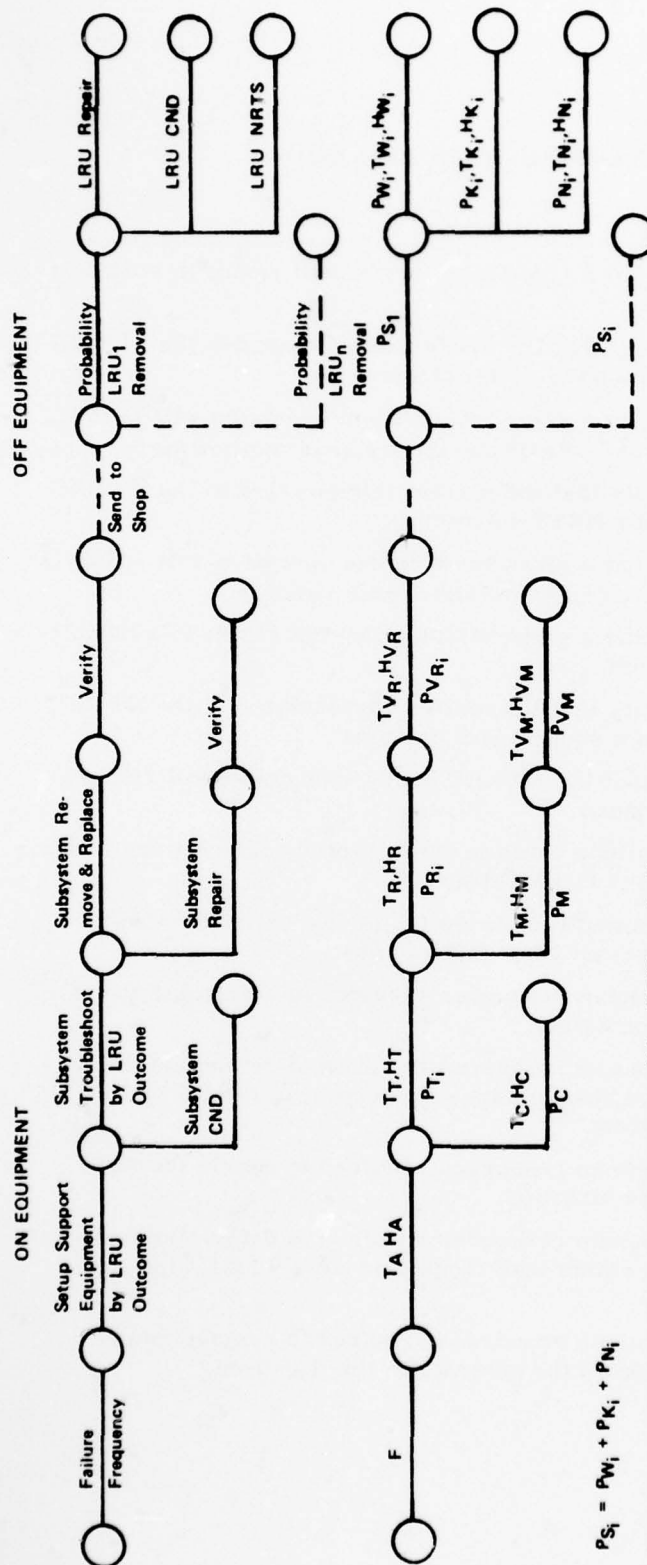 ON EQUIPMENT
OFF EQUIPMENT
Failure
Frequency
Setup Support
Equipment
by LRU
Outcome
Subsystem
Troubleshoot
by LRU
Outcome
Subsystem
CND
Subsystem Re-
move & Replace
Subsystem
Repair
Verify
Verify
Send to
Shop
Probability
LRU1
Removal
Probability
LRUn
Removal
LRU Repair
LRU CND
LRU NRTS
F
TA HA
TT,HT
PTi
TC,HC
PC
TR,HR
PRi
TM,HM
PM
TVR,HVR
PVRi
TVM,HVM
PVM
PS1
PSi
PWi,TWi,HWi
PKi,TKi,HKi
PNi,TNi,HNi
PSi = PWi + PKi + PNi